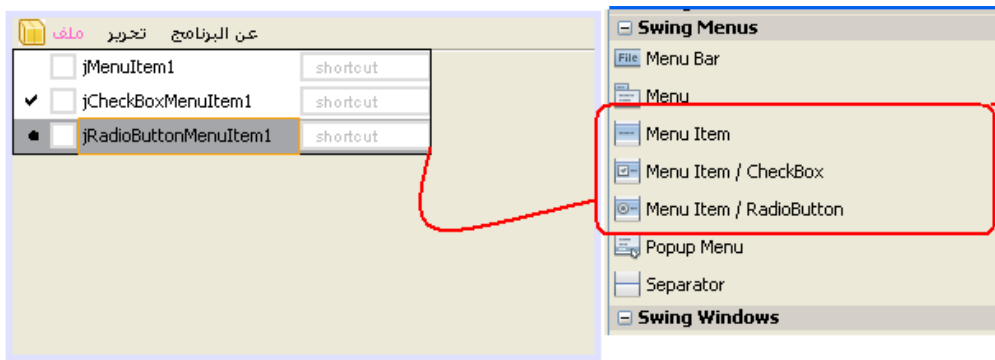 ملف تحرير عن البرنامج
jMenuItem1 shortcut
jCheckBoxMenuItem1 shortcut
jRadioButtonMenuItem1 shortcut
Swing Menus
File Menu Bar
Menu
Menu Item
Menu Item / CheckBox
Menu Item / RadioButton
Popup Menu
Separator
Swing Windows